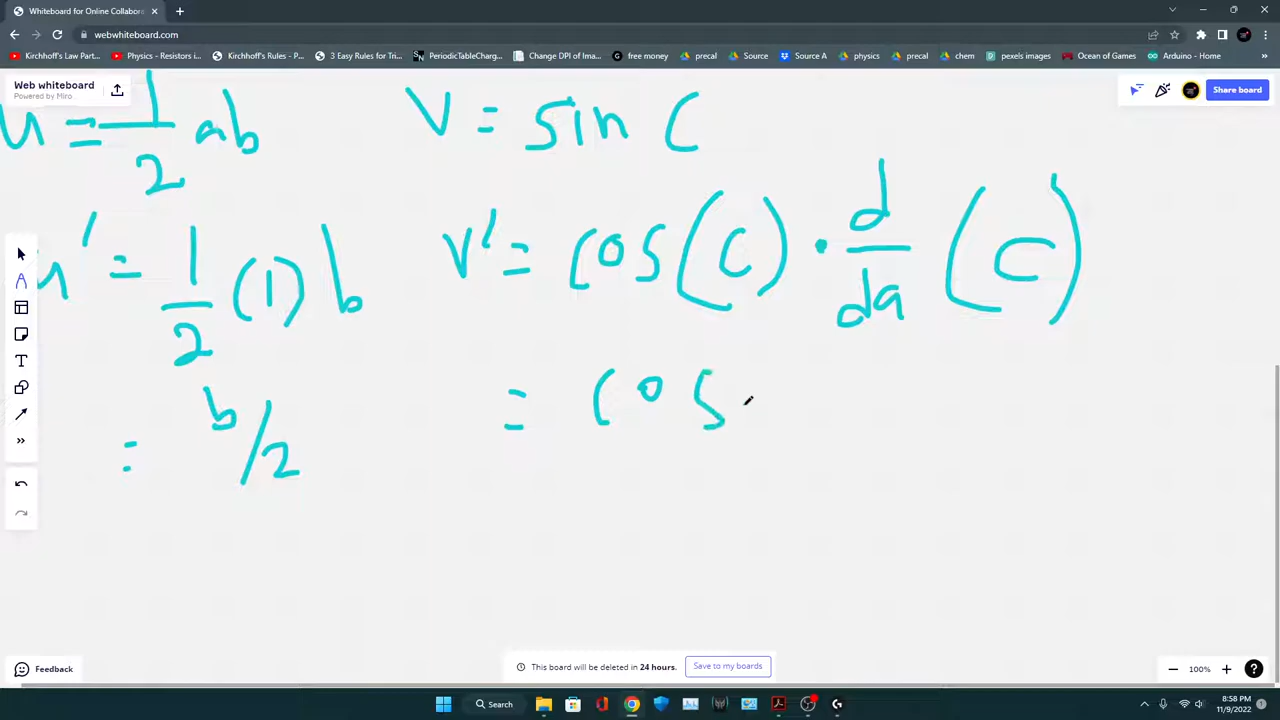 Whiteboard for Online Collabora
webwhiteboard.com
Kirchhoff's Law Part...
Physics - Resistors i...
Kirchhoff's Rules - P...
3 Easy Rules for Tri...
PeriodicTableCharg...
Change DPI of Ima...
free money
precal
Source
Source A
physics
precal
chem
pexels images
Ocean of Games
Arduino - Home
»
Web whiteboard
Powered by Miro
Share board
u = 1/2 ab
v = sin C
u' = 1/2 (1) b
v' = cos(C) · d/da (C)
= b/2
= cos
Feedback
This board will be deleted in 24 hours.
Save to my boards
− 100% + ?
Search
8:58 PM
11/9/2022